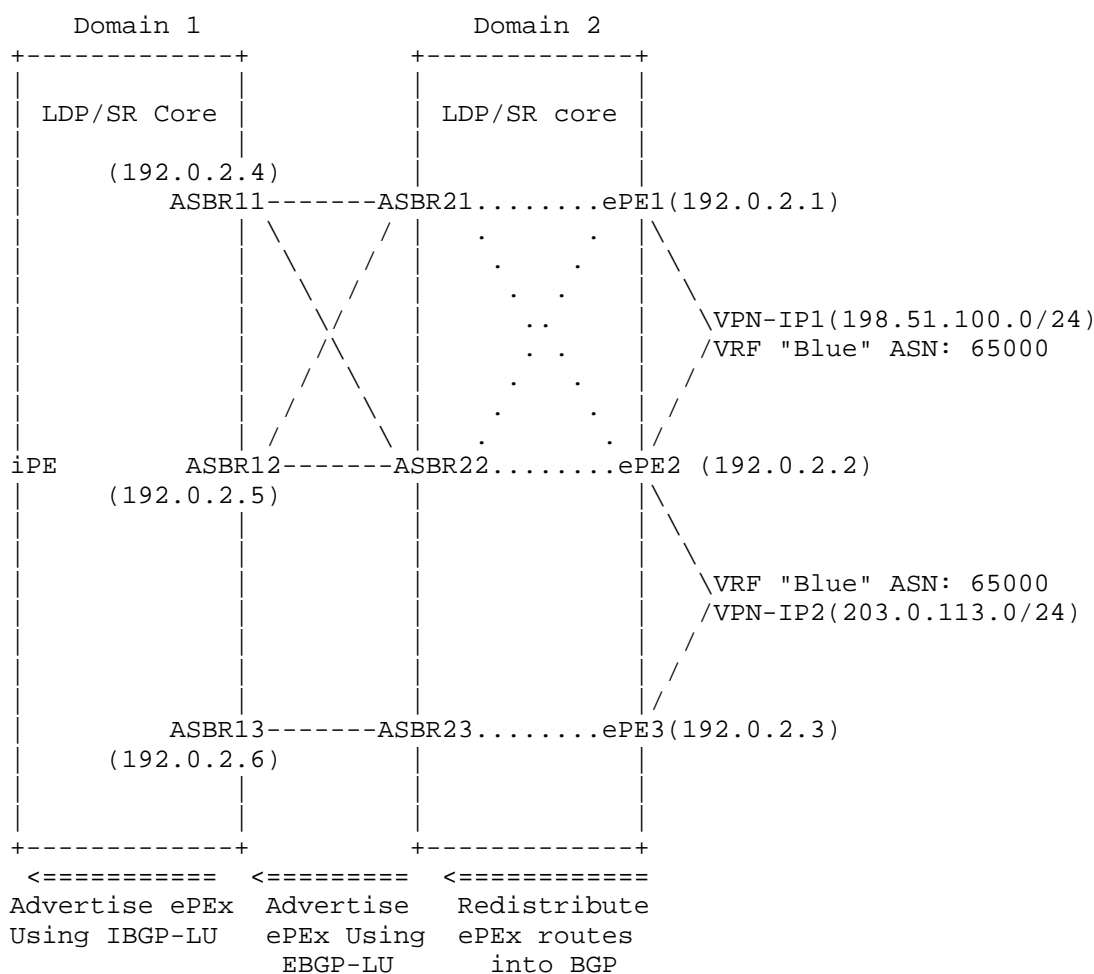 Domain 1 Domain 2
LDP/SR Core LDP/SR core
(192.0.2.4)
ASBR11 ASBR21 ePE1(192.0.2.1)
VPN-IP1(198.51.100.0/24)
VRF "Blue" ASN: 65000
iPE ASBR12 ASBR22 ePE2 (192.0.2.2)
(192.0.2.5)
VRF "Blue" ASN: 65000
VPN-IP2(203.0.113.0/24)
ASBR13 ASBR23 ePE3(192.0.2.3)
(192.0.2.6)
Advertise ePEx Advertise Redistribute
Using IBGP-LU ePEx Using ePEx routes
EBGP-LU into BGP